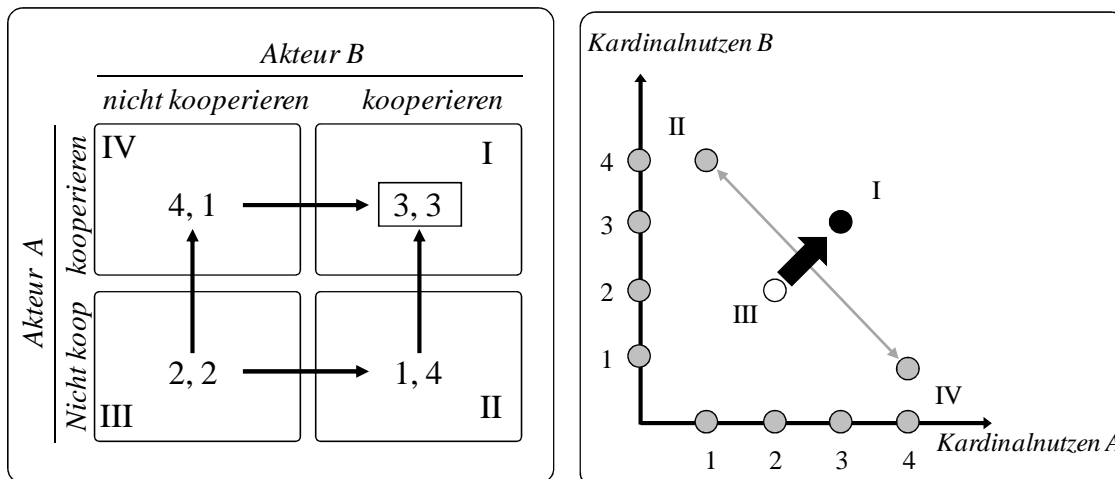 Akteur B
nicht kooperieren kooperieren
Akteur A
kooperieren
Nicht koop
IV
I
4, 1
3, 3
2, 2
1, 4
III
II
Kardinalnutzen B
II
4
I
3
2
III
1
IV
Kardinalnutzen A
1 2 3 4